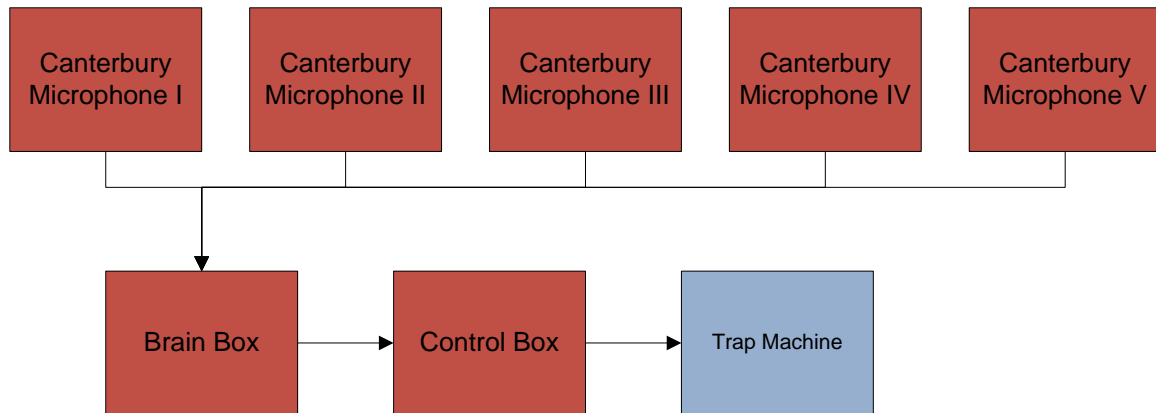 Canterbury
Microphone I
Canterbury
Microphone II
Canterbury
Microphone III
Canterbury
Microphone IV
Canterbury
Microphone V
Brain Box
Control Box
Trap Machine